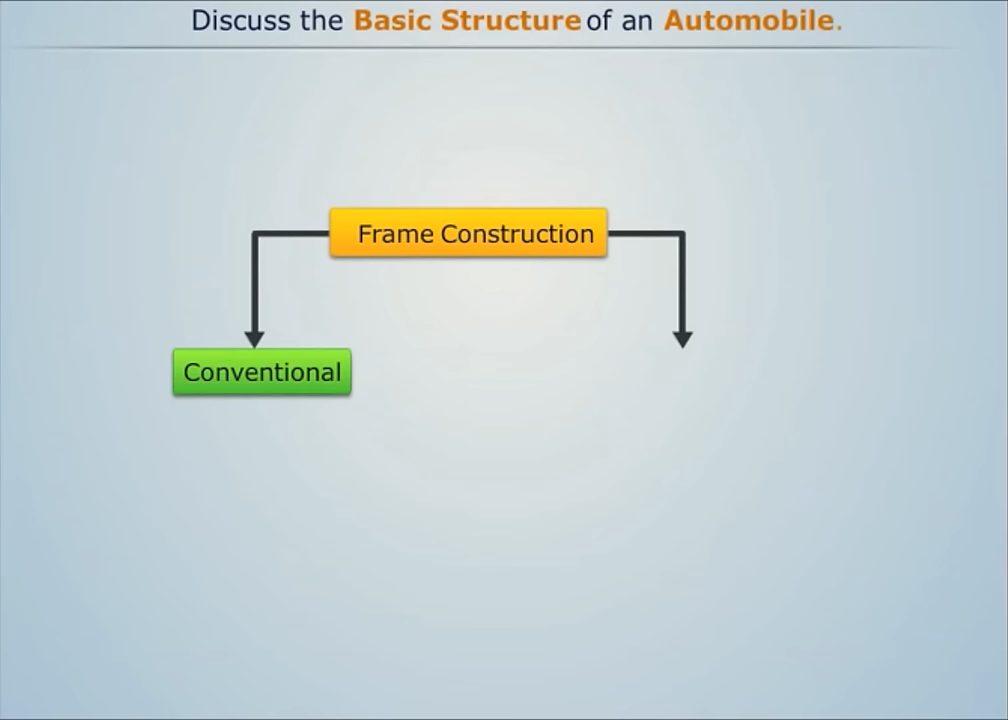 Discuss the Basic Structure of an Automobile.
Frame Construction
Conventional